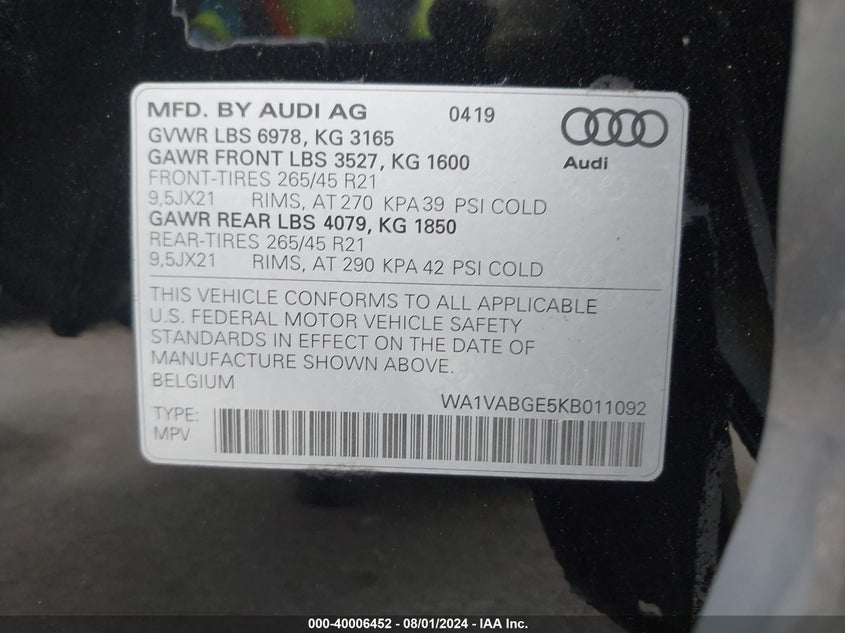 MFD. BY AUDI AG 0419
GVWR LBS 6978, KG 3165
GAWR FRONT LBS 3527, KG 1600
Audi
FRONT-TIRES 265/45 R21
9,5JX21 RIMS, AT 270 KPA 39 PSI COLD
GAWR REAR LBS 4079, KG 1850
REAR-TIRES 265/45 R21
9,5JX21 RIMS, AT 290 KPA 42 PSI COLD
THIS VEHICLE CONFORMS TO ALL APPLICABLE
U.S. FEDERAL MOTOR VEHICLE SAFETY
STANDARDS IN EFFECT ON THE DATE OF
MANUFACTURE SHOWN ABOVE.
BELGIUM
WA1VABGE5KB011092
TYPE:
MPV
000-40006452 - 08/01/2024 - IAA Inc.